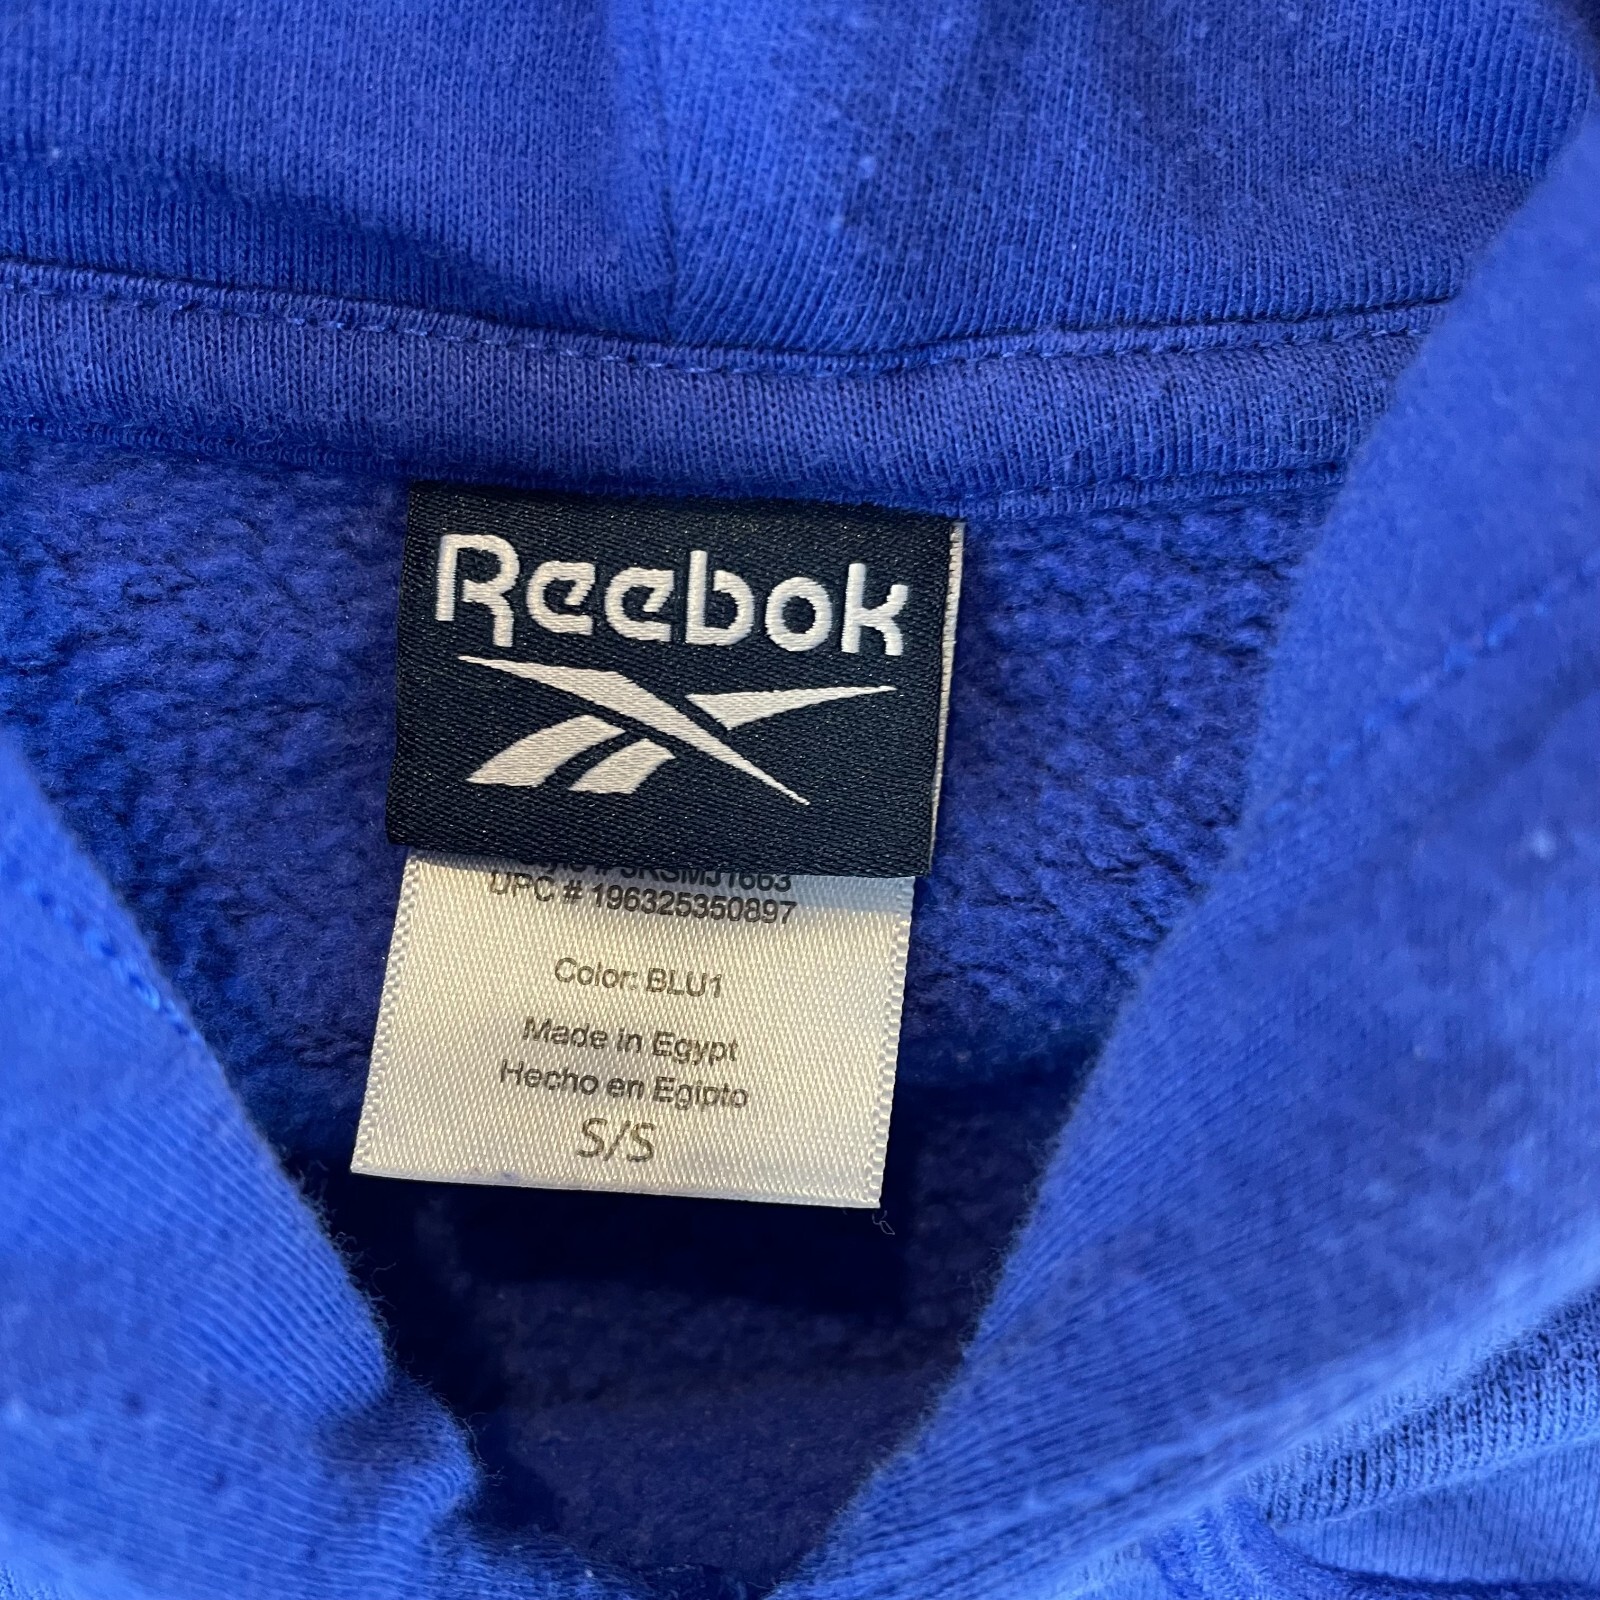 Reebok
UPC # 196325350897
Color: BLU1
Made in Egypt
Hecho en Egipto
S/S